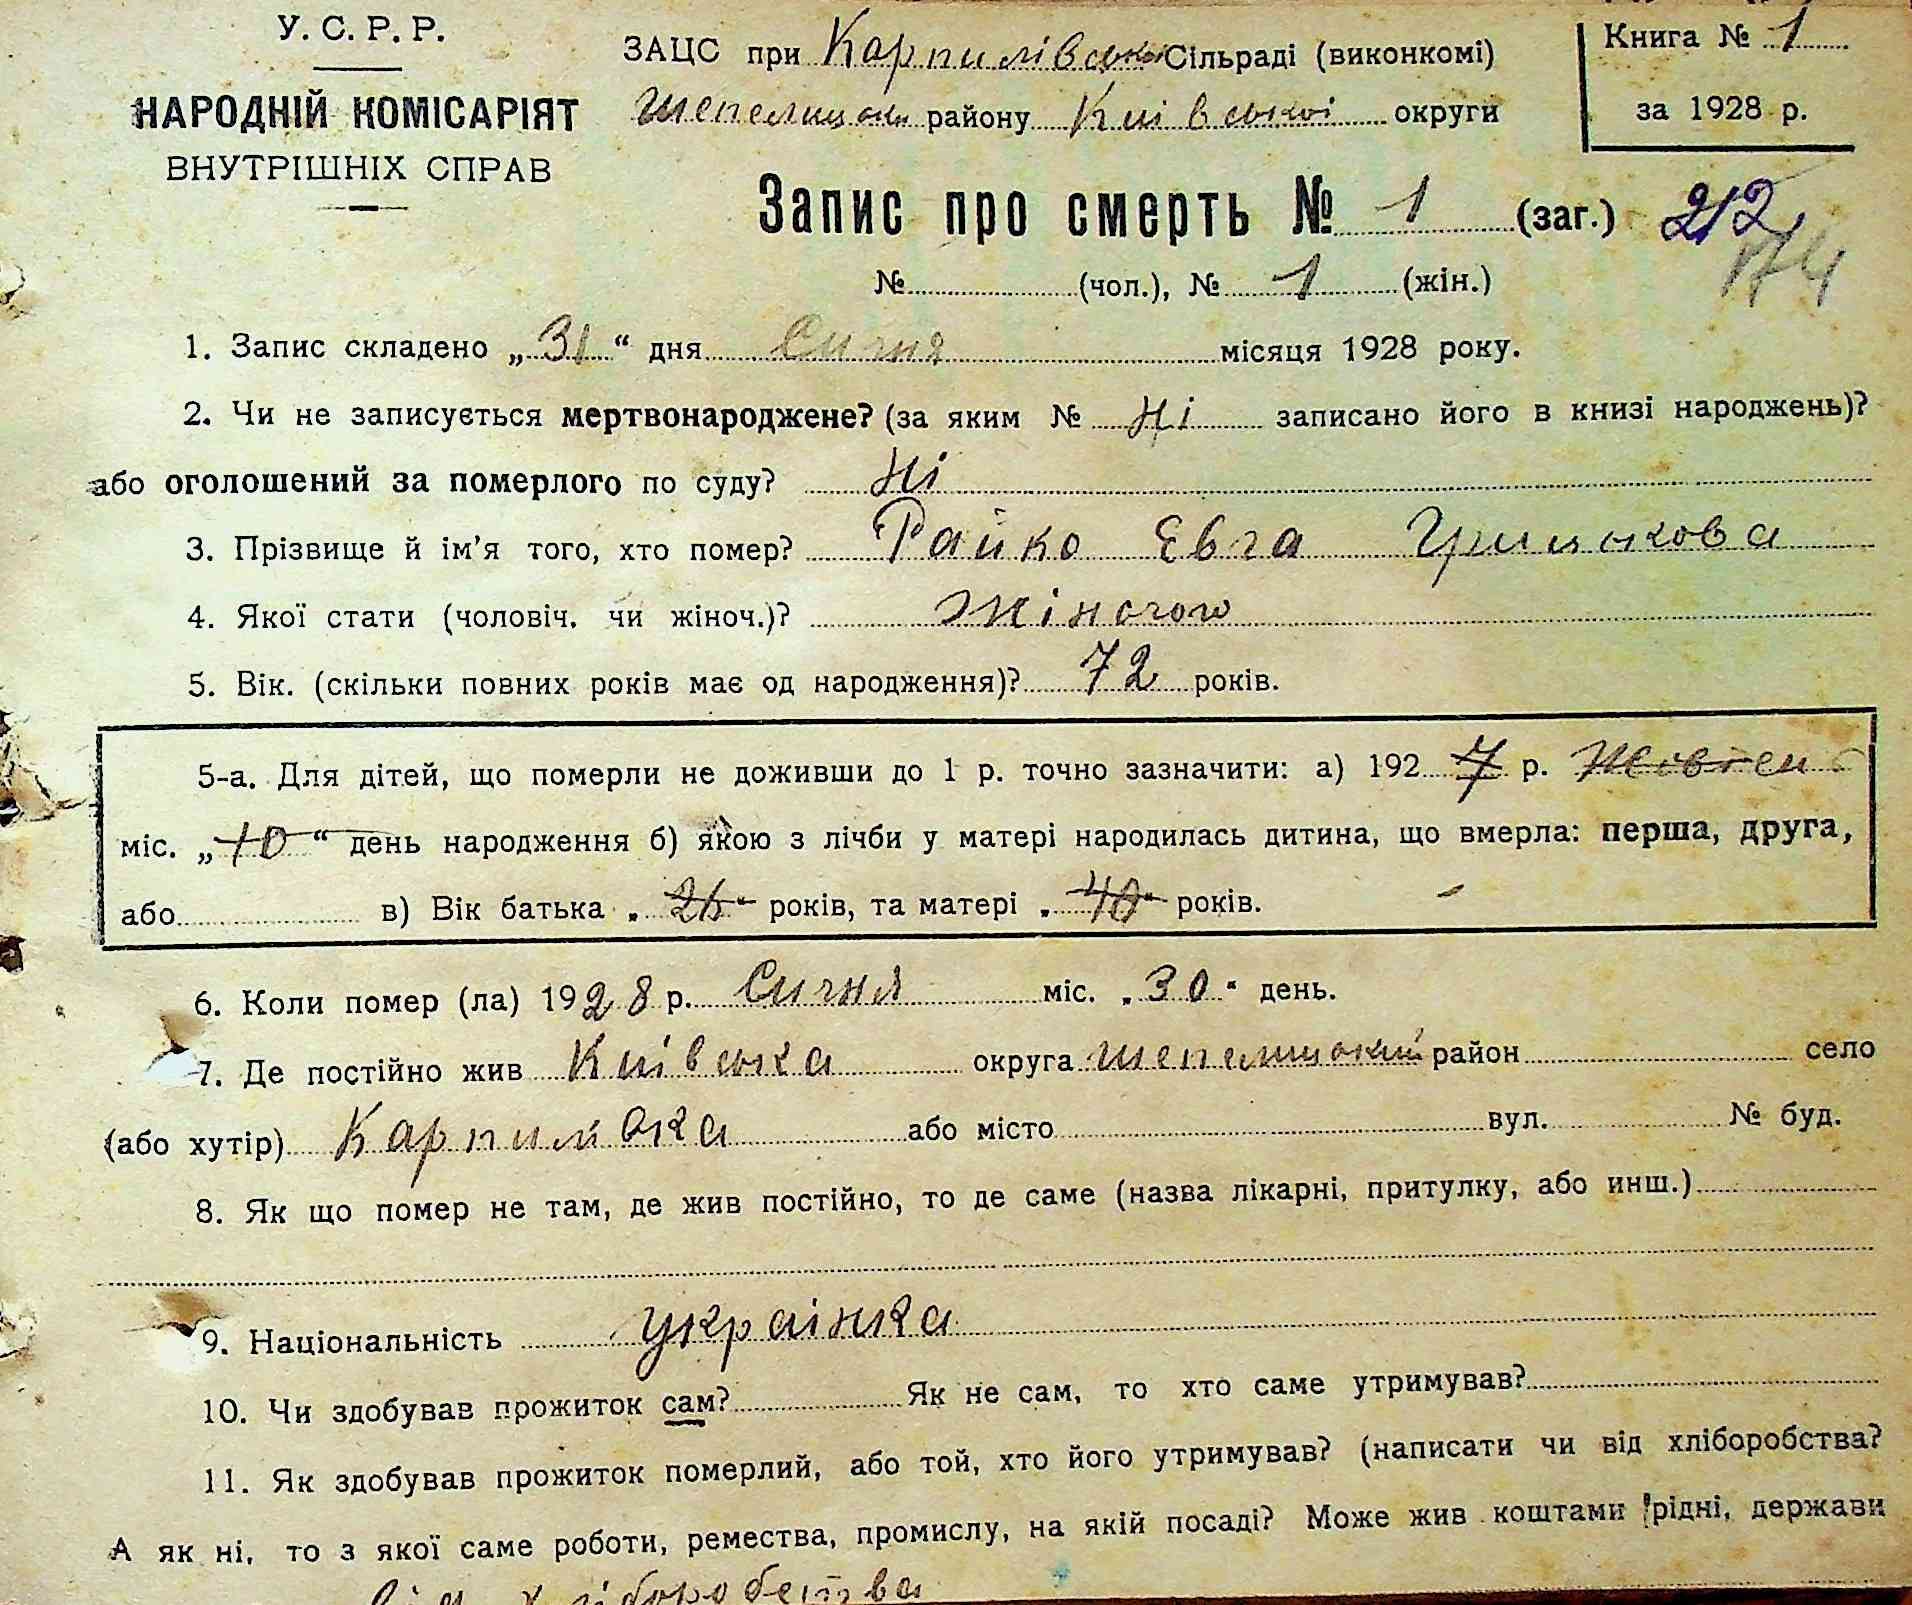 У. С. Р. Р.
НАРОДНІЙ КОМІСАРІЯТ
ВНУТРІШНІХ СПРАВ
ЗАЦС при Карпилівській Сільраді (виконкомі)
Шепелицьким району Київської округи
Книга № 1
за 1928 р.
Запис про смерть № 1 (заг.) 212
174
№ (чол.), № 1 (жін.)
1. Запис складено „31“ дня Січня місяця 1928 року.
2. Чи не записується мертвонароджене? (за яким № Ні записано його в книзі народжень)?
або оголошений за померлого по суду? Ні
3. Прізвище й ім'я того, хто помер? Райко Євга Грицькова
4. Якої стати (чоловіч. чи жіноч.)? жіночого
5. Вік. (скільки повних років має од народження)? 72 років.
5-а. Для дітей, що померли не доживши до 1 р. точно зазначити: а) 192 7 р. Жовтень
міс. „10“ день народження б) якою з лічби у матері народилась дитина, що вмерла: перша, друга,
або в) Вік батька „26“ років, та матері „40“ років.
6. Коли помер (ла) 1928 р. Сичня міс. „30“ день.
7. Де постійно жив Київська округа Шепелицький район село
(або хутір) Карпилівка або місто вул. № буд.
8. Як що помер не там, де жив постійно, то де саме (назва лікарні, притулку, або инш.)
9. Національність Українка
10. Чи здобував прожиток сам? Як не сам, то хто саме утримував?
11. Як здобував прожиток померлий, або той, хто його утримував? (написати чи від хліборобства?
А як ні, то з якої саме роботи, ремества, промислу, на якій посаді? Може жив коштами рідні, держави
від хліборобства